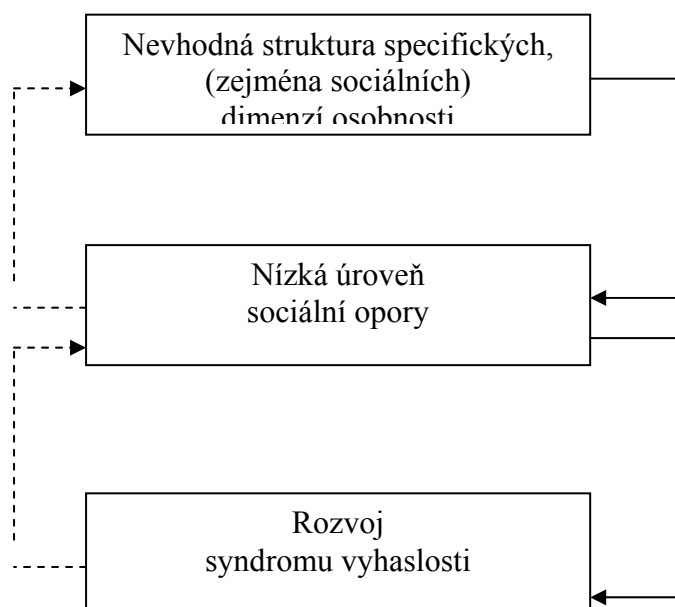 Nevhodná struktura specifických,
(zejména sociálních)
dimenzí osobnosti
Nízká úroveň
sociální opory
Rozvoj
syndromu vyhaslosti